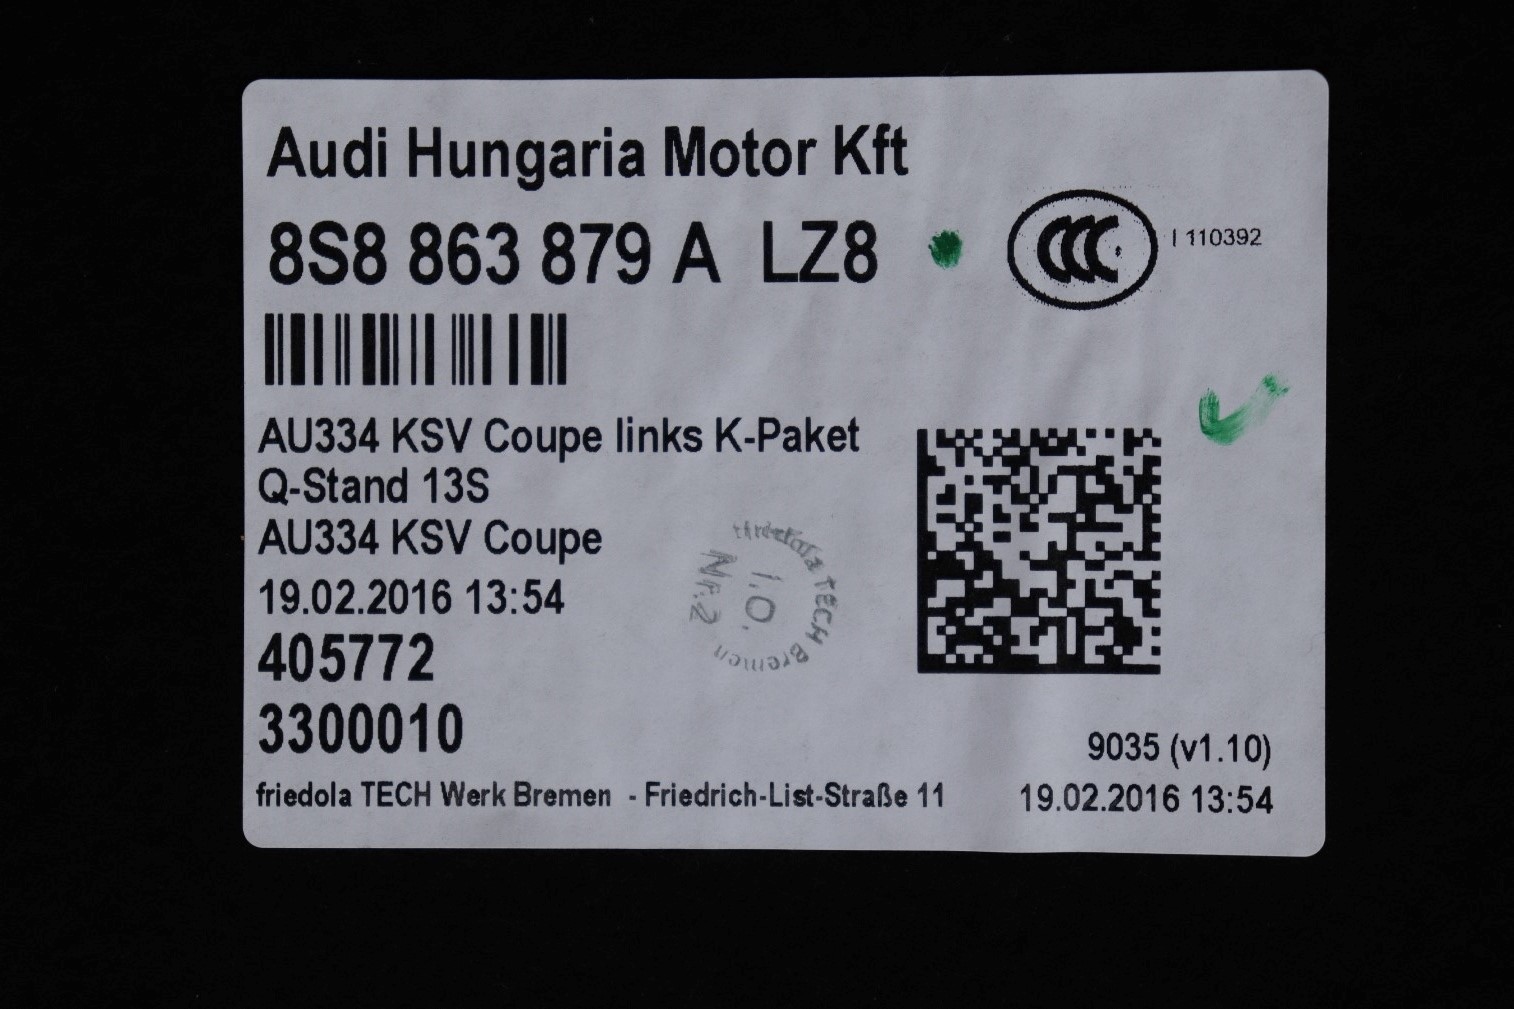 Audi Hungaria Motor Kft
8S8 863 879 A LZ8
CCC I 110392
AU334 KSV Coupe links K-Paket
Q-Stand 13S
AU334 KSV Coupe
19.02.2016 13:54
405772
3300010
friedola TECH Bremen
I.O.
Nr.2
9035 (v1.10)
friedola TECH Werk Bremen - Friedrich-List-Straße 11
19.02.2016 13:54